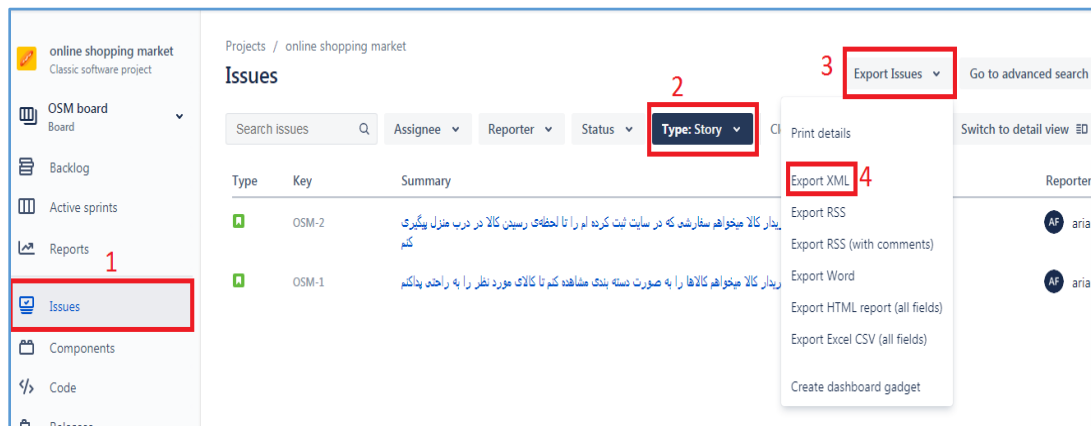 online shopping market
Classic software project
OSM board
Board
Backlog
Active sprints
Reports
1
Issues
Components
Code
Projects / online shopping market
Issues
3
Export Issues
Go to advanced search
2
Search issues
Assignee
Reporter
Status
Type: Story
Switch to detail view
Type
Key
Summary
Reporter
OSM-2
کالا میخواهم سفارشی که در سایت ثبت کرده ام را تا لحظه‌ی رسیدن کالا در درب منزل پیگیری
کنم
AF
aria
OSM-1
کالا میخواهم کالاها را به صورت دسته بندی مشاهده کنم تا کالای مورد نظر را به راحتی پداکنم
AF
aria
Print details
Export XML
4
Export RSS
Export RSS (with comments)
Export Word
Export HTML report (all fields)
Export Excel CSV (all fields)
Create dashboard gadget